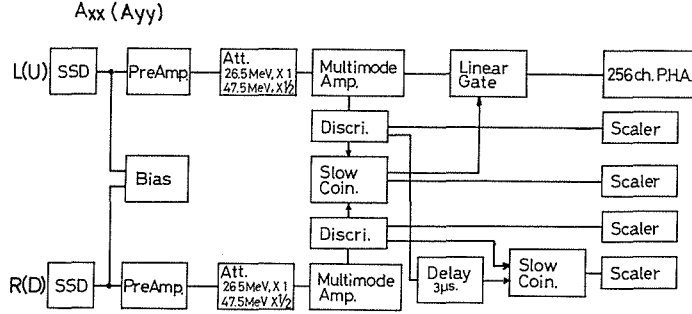 Axx (Ayy)
L(U)
SSD
PreAmp.
Att.
26.5MeV, X 1
47.5MeV, X½
Multimode
Amp.
Linear
Gate
256ch. P.H.A.
Discri.
Scaler
Bias
Slow
Coin.
Scaler
Discri.
Scaler
R(D)
SSD
PreAmp.
Att.
26.5MeV, X 1
47.5MeV X½
Multimode
Amp.
Delay
3μs.
Slow
Coin.
Scaler